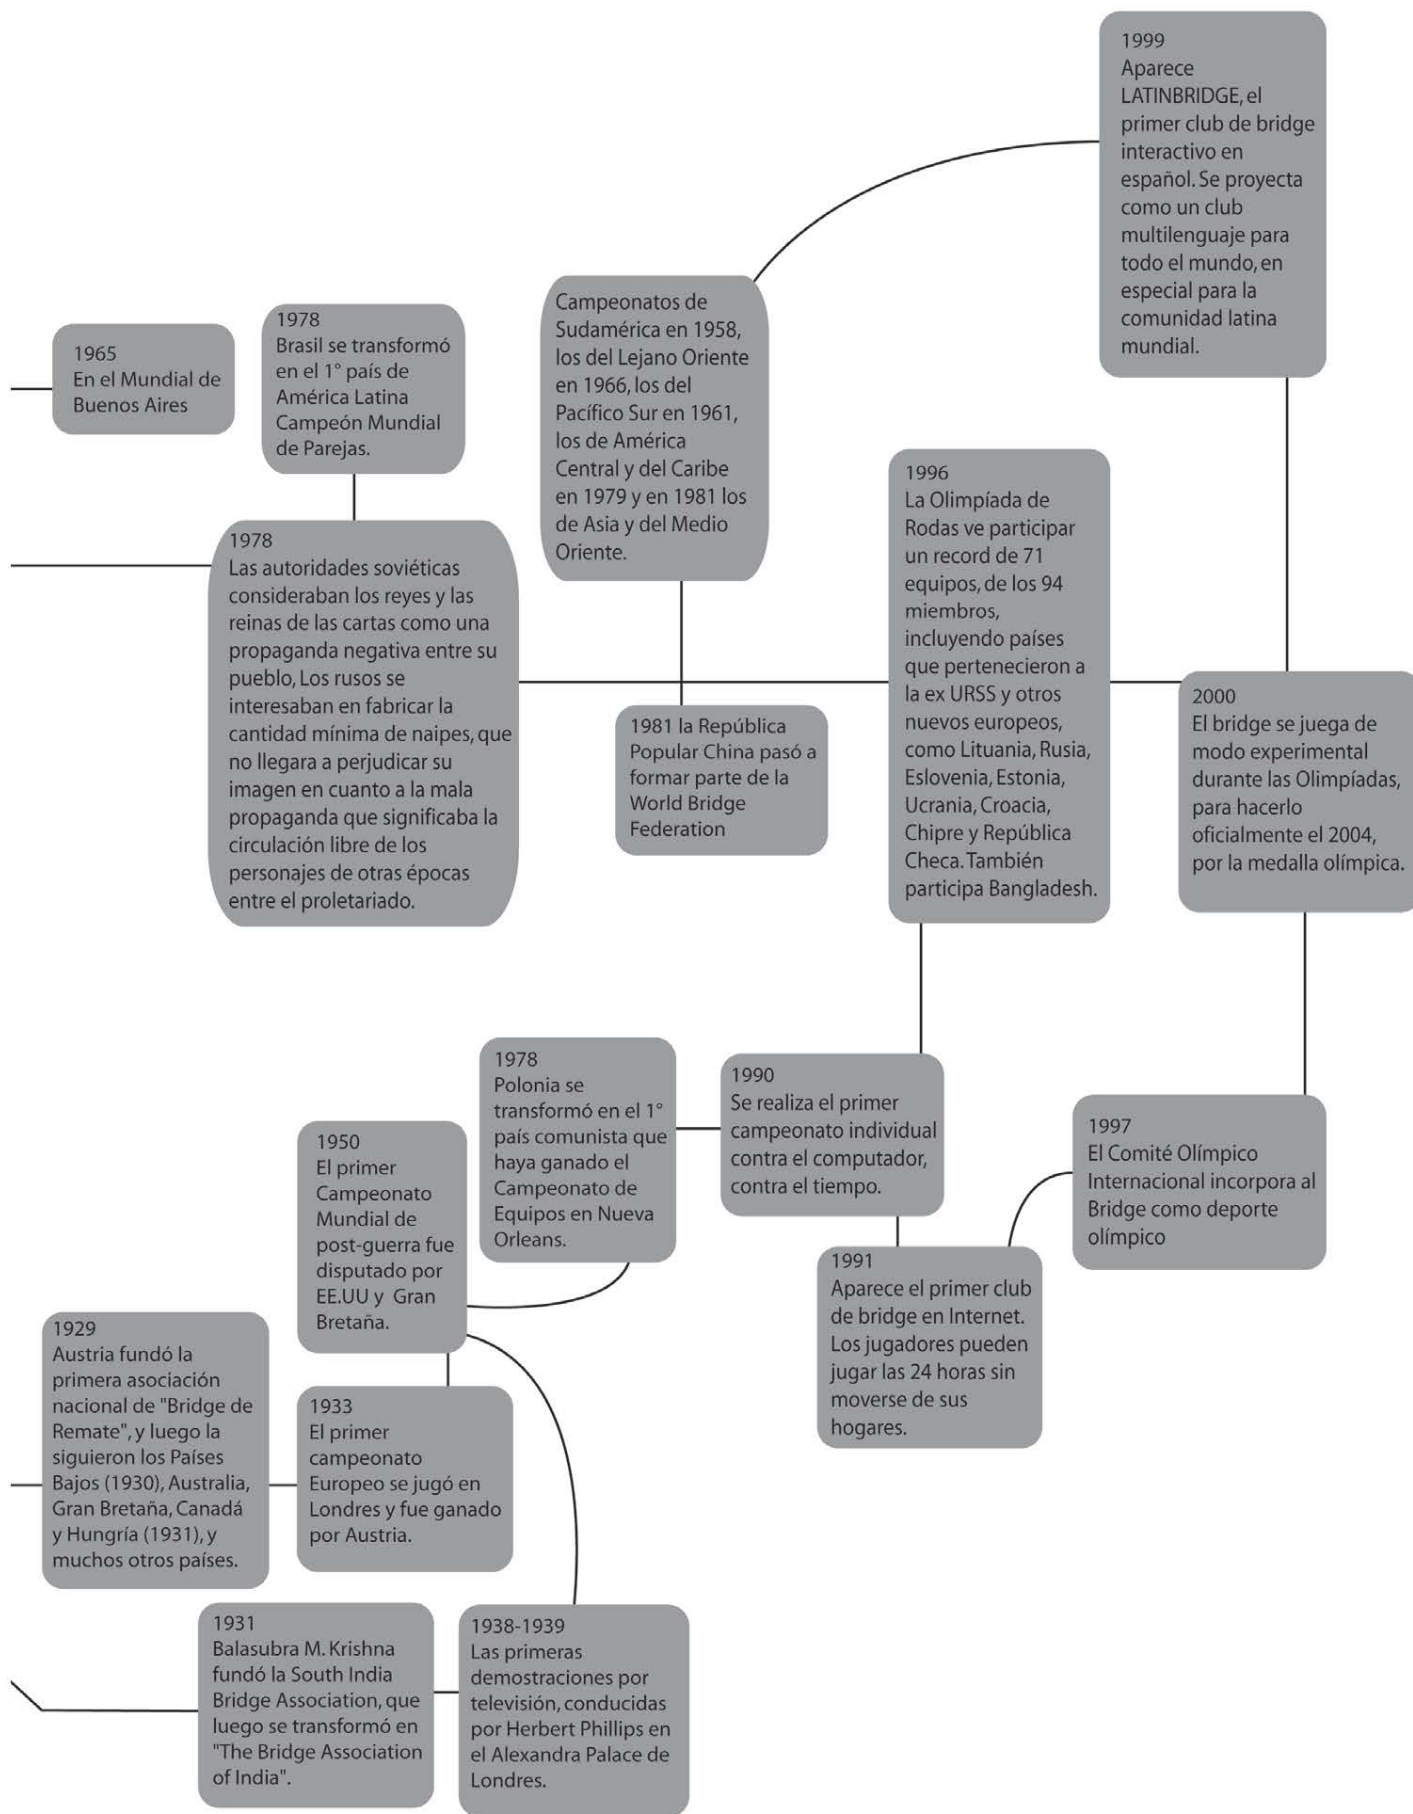 1999
Aparece
LATINBRIDGE, el
primer club de bridge
interactivo en
español. Se proyecta
como un club
multilenguaje para
todo el mundo, en
especial para la
comunidad latina
mundial.
1965
En el Mundial de
Buenos Aires
1978
Brasil se transformó
en el 1° país de
América Latina
Campeón Mundial
de Parejas.
Campeonatos de
Sudamérica en 1958,
los del Lejano Oriente
en 1966, los del
Pacífico Sur en 1961,
los de América
Central y del Caribe
en 1979 y en 1981 los
de Asia y del Medio
Oriente.
1978
Las autoridades soviéticas
consideraban los reyes y las
reinas de las cartas como una
propaganda negativa entre su
pueblo, Los rusos se
interesaban en fabricar la
cantidad mínima de naipes, que
no llegara a perjudicar su
imagen en cuanto a la mala
propaganda que significaba la
circulación libre de los
personajes de otras épocas
entre el proletariado.
1981 la República
Popular China pasó a
formar parte de la
World Bridge
Federation
1996
La Olimpíada de
Rodas ve participar
un record de 71
equipos, de los 94
miembros,
incluyendo países
que pertenecieron a
la ex URSS y otros
nuevos europeos,
como Lituania, Rusia,
Eslovenia, Estonia,
Ucrania, Croacia,
Chipre y República
Checa. También
participa Bangladesh.
2000
El bridge se juega de
modo experimental
durante las Olimpíadas,
para hacerlo
oficialmente el 2004,
por la medalla olímpica.
1978
Polonia se
transformó en el 1°
país comunista que
haya ganado el
Campeonato de
Equipos en Nueva
Orleans.
1990
Se realiza el primer
campeonato individual
contra el computador,
contra el tiempo.
1997
El Comité Olímpico
Internacional incorpora al
Bridge como deporte
olímpico
1950
El primer
Campeonato
Mundial de
post-guerra fue
disputado por
EE.UU y Gran
Bretaña.
1991
Aparece el primer club
de bridge en Internet.
Los jugadores pueden
jugar las 24 horas sin
moverse de sus
hogares.
1929
Austria fundó la
primera asociación
nacional de "Bridge de
Remate", y luego la
siguieron los Países
Bajos (1930), Australia,
Gran Bretaña, Canadá
y Hungría (1931), y
muchos otros países.
1933
El primer
campeonato
Europeo se jugó en
Londres y fue ganado
por Austria.
1931
Balasubra M. Krishna
fundó la South India
Bridge Association, que
luego se transformó en
"The Bridge Association
of India".
1938-1939
Las primeras
demostraciones por
televisión, conducidas
por Herbert Phillips en
el Alexandra Palace de
Londres.